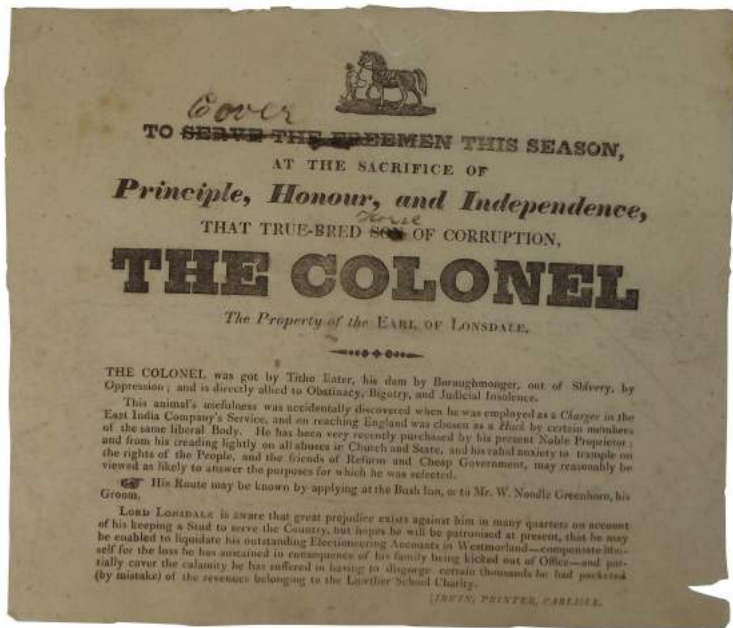 Cover
TO SERVE THE FREEMEN THIS SEASON,
AT THE SACRIFICE OF
Principle, Honour, and Independence,
Horse
THAT TRUE-BRED SON OF CORRUPTION,
THE COLONEL
The Property of the EARL OF LONSDALE.
THE COLONEL was got by Tithe Eater, his dam by Boroughmonger, out of Slavery, by
Oppression; and is directly allied to Obstinacy, Bigotry, and Judicial Insolence.
This animal's usefulness was accidentally discovered when he was employed as a Charger in the
East India Company's Service, and on reaching England was chosen as a Hack by certain members
of the same liberal Body. He has been very recently purchased by his present Noble Proprietor;
and from his treading lightly on all abuses in Church and State, and his rabid anxiety to trample on
the rights of the People, and the friends of Reform and Cheap Government, may reasonably be
viewed as likely to answer the purposes for which he was selected.
His Route may be known by applying at the Bush Inn, or to Mr. W. Noodle Greenhorn, his
Groom.
LORD LONSDALE is aware that great prejudice exists against him in many quarters on account
of his keeping a Stud to serve the Country, but hopes he will be patronised at present, that he may
be enabled to liquidate his outstanding Electioneering Accounts in Westmorland—compensate him-
self for the loss he has sustained in consequence of his family being kicked out of Office—and par-
tially cover the calamity he has suffered in having to disgorge certain thousands he had pocketed
(by mistake) of the revenues belonging to the Lowther School Charity.
[IRWIN, PRINTER, CARLISLE.